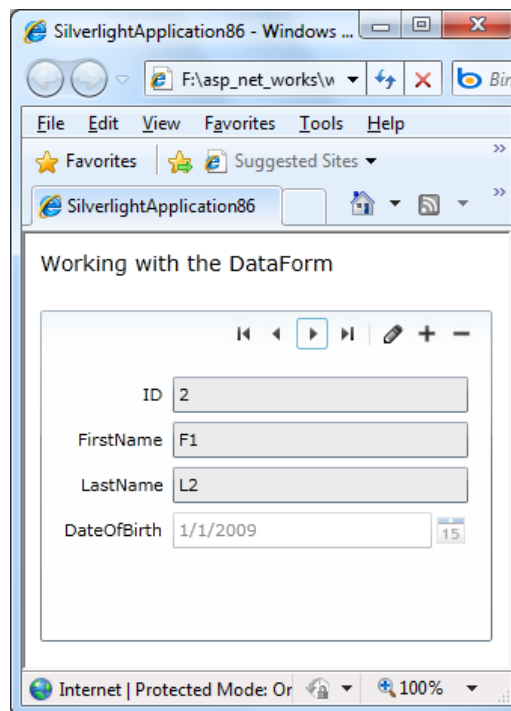 SilverlightApplication86 - Windows ...
F:\asp_net_works\w
Bin
File Edit View Favorites Tools Help
Favorites Suggested Sites
SilverlightApplication86
Working with the DataForm
ID 2
FirstName F1
LastName L2
DateOfBirth 1/1/2009 15
Internet | Protected Mode: Or 100%